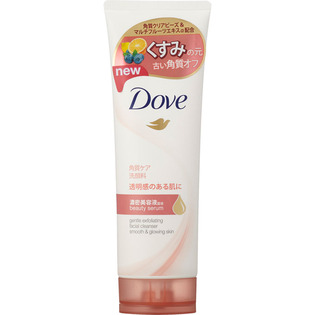 角質クリアビーズ&
マルチフルーツエキス配合
くすみの元
古い角質オフ
new
Dove
角質ケア
洗顔料
透明感のある肌に
濃密美容液
beauty serum
gentle exfoliating
facial cleanser
smooth & glowing skin